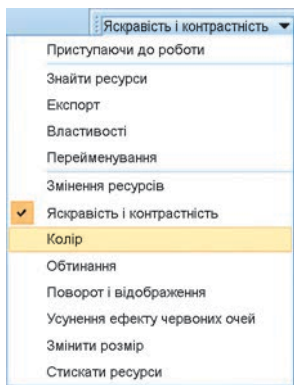 Яскравість і контрастність
Приступаючи до роботи
Знайти ресурси
Експорт
Властивості
Перейменування
Змінення ресурсів
Яскравість і контрастність
Колір
Обтинання
Поворот і відображення
Усунення ефекту червоних очей
Змінити розмір
Стискати ресурси